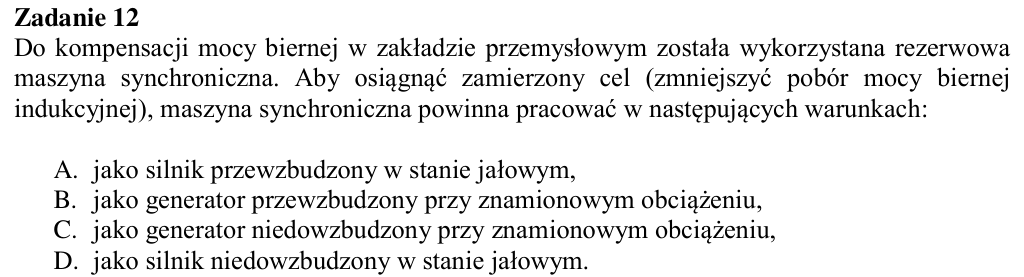 Zadanie 12
Do kompensacji mocy biernej w zakładzie przemysłowym została wykorzystana rezerwowa
maszyna synchroniczna. Aby osiągnąć zamierzony cel (zmniejszyć pobór mocy biernej
indukcyjnej), maszyna synchroniczna powinna pracować w następujących warunkach:
A. jako silnik przewzbudzony w stanie jałowym,
B. jako generator przewzbudzony przy znamionowym obciążeniu,
C. jako generator niedowzbudzony przy znamionowym obciążeniu,
D. jako silnik niedowzbudzony w stanie jałowym.